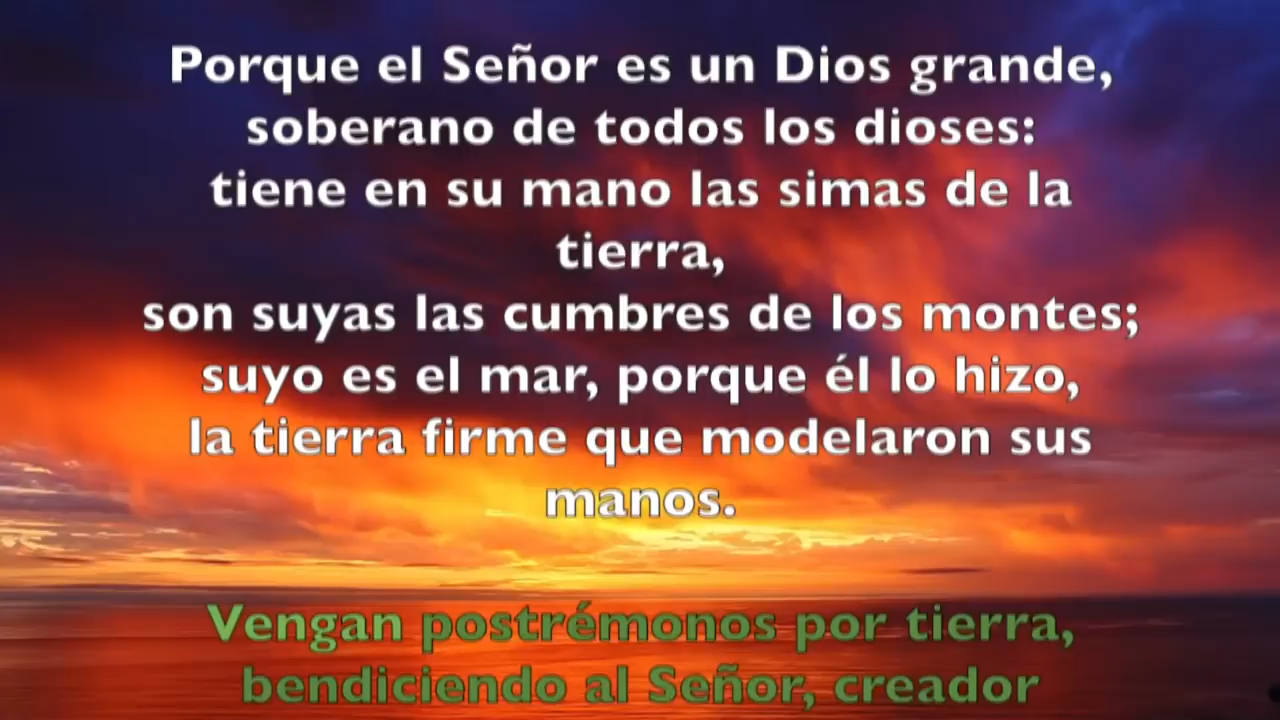 Porque el Señor es un Dios grande,
soberano de todos los dioses:
tiene en su mano las simas de la
tierra,
son suyas las cumbres de los montes;
suyo es el mar, porque él lo hizo,
la tierra firme que modelaron sus
manos.
Vengan postrémonos por tierra,
bendiciendo al Señor, creador